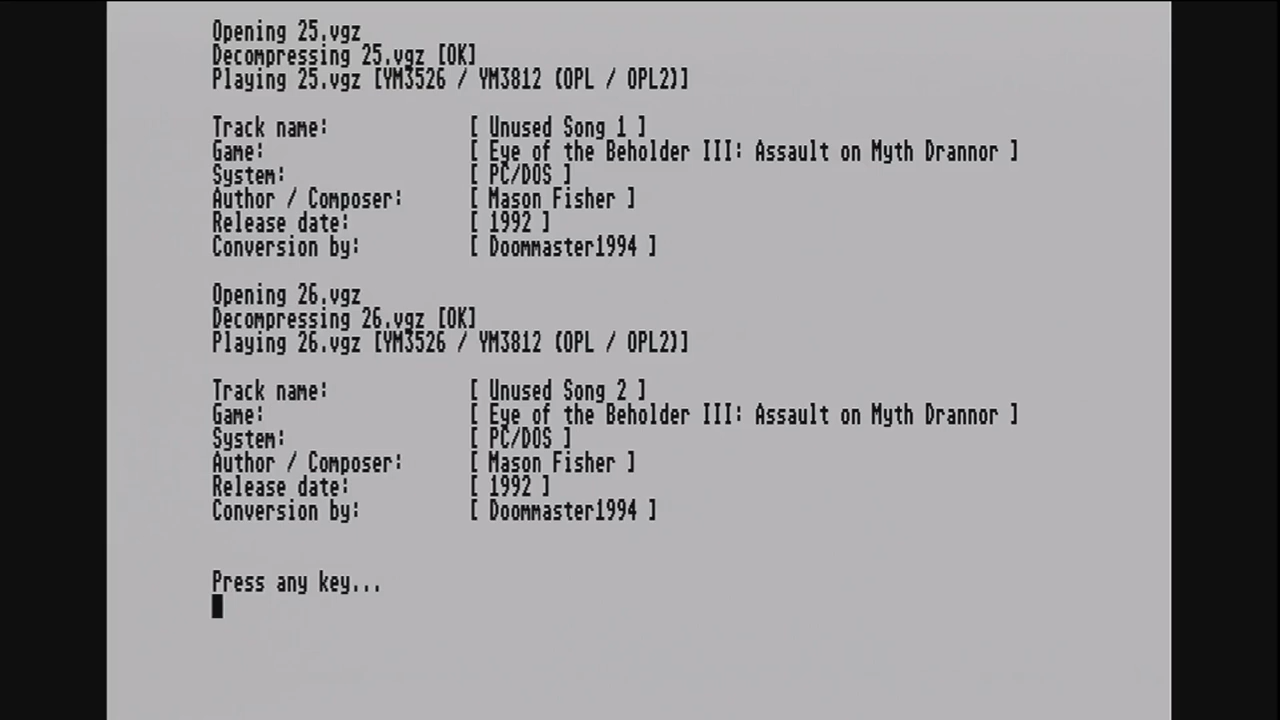 Opening 25.vgz
Decompressing 25.vgz [OK]
Playing 25.vgz [YM3526 / YM3812 (OPL / OPL2)]
Track name: [ Unused Song 1 ]
Game: [ Eye of the Beholder III: Assault on Myth Drannor ]
System: [ PC/DOS ]
Author / Composer: [ Mason Fisher ]
Release date: [ 1992 ]
Conversion by: [ Doommaster1994 ]
Opening 26.vgz
Decompressing 26.vgz [OK]
Playing 26.vgz [YM3526 / YM3812 (OPL / OPL2)]
Track name: [ Unused Song 2 ]
Game: [ Eye of the Beholder III: Assault on Myth Drannor ]
System: [ PC/DOS ]
Author / Composer: [ Mason Fisher ]
Release date: [ 1992 ]
Conversion by: [ Doommaster1994 ]
Press any key...